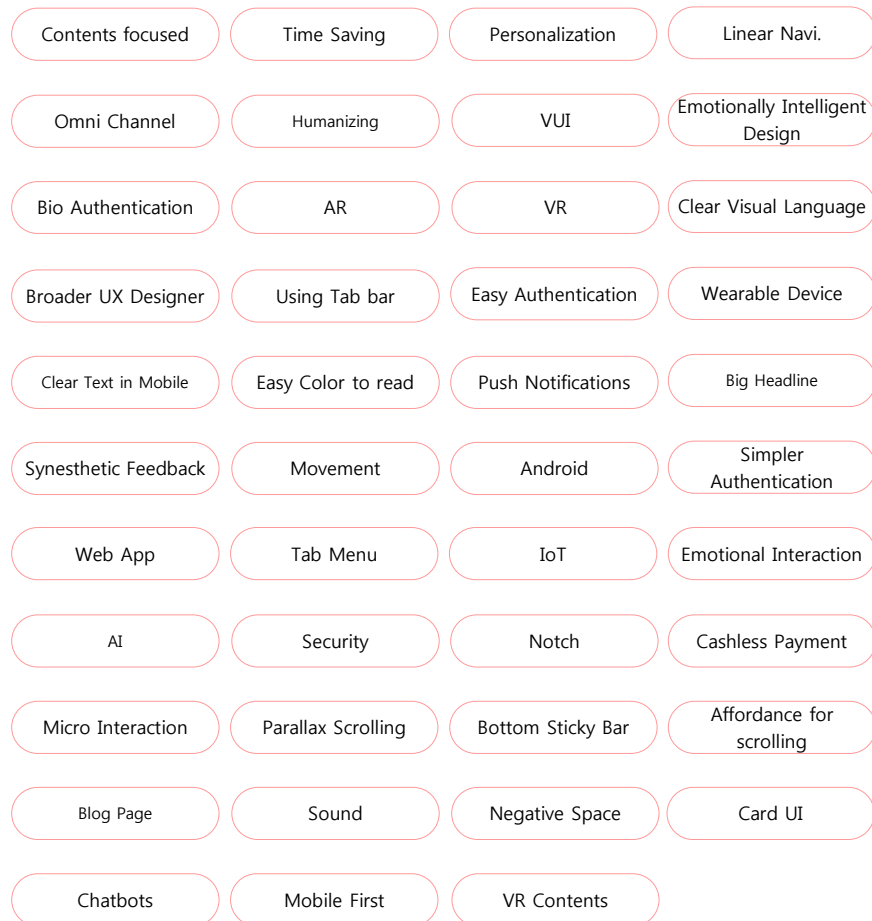 Contents focused
Time Saving
Personalization
Linear Navi.
Omni Channel
Humanizing
VUI
Emotionally Intelligent
Design
Bio Authentication
AR
VR
Clear Visual Language
Broader UX Designer
Using Tab bar
Easy Authentication
Wearable Device
Clear Text in Mobile
Easy Color to read
Push Notifications
Big Headline
Synesthetic Feedback
Movement
Android
Simpler
Authentication
Web App
Tab Menu
IoT
Emotional Interaction
AI
Security
Notch
Cashless Payment
Micro Interaction
Parallax Scrolling
Bottom Sticky Bar
Affordance for
scrolling
Blog Page
Sound
Negative Space
Card UI
Chatbots
Mobile First
VR Contents